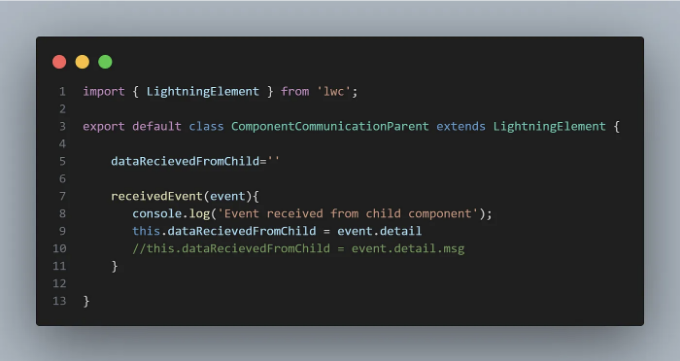 1 import { LightningElement } from 'lwc';
2
3 export default class ComponentCommunicationParent extends LightningElement {
4
5 dataRecievedFromChild=''
6
7 receivedEvent(event){
8 console.log('Event received from child component');
9 this.dataRecievedFromChild = event.detail
10 //this.dataRecievedFromChild = event.detail.msg
11 }
12
13 }